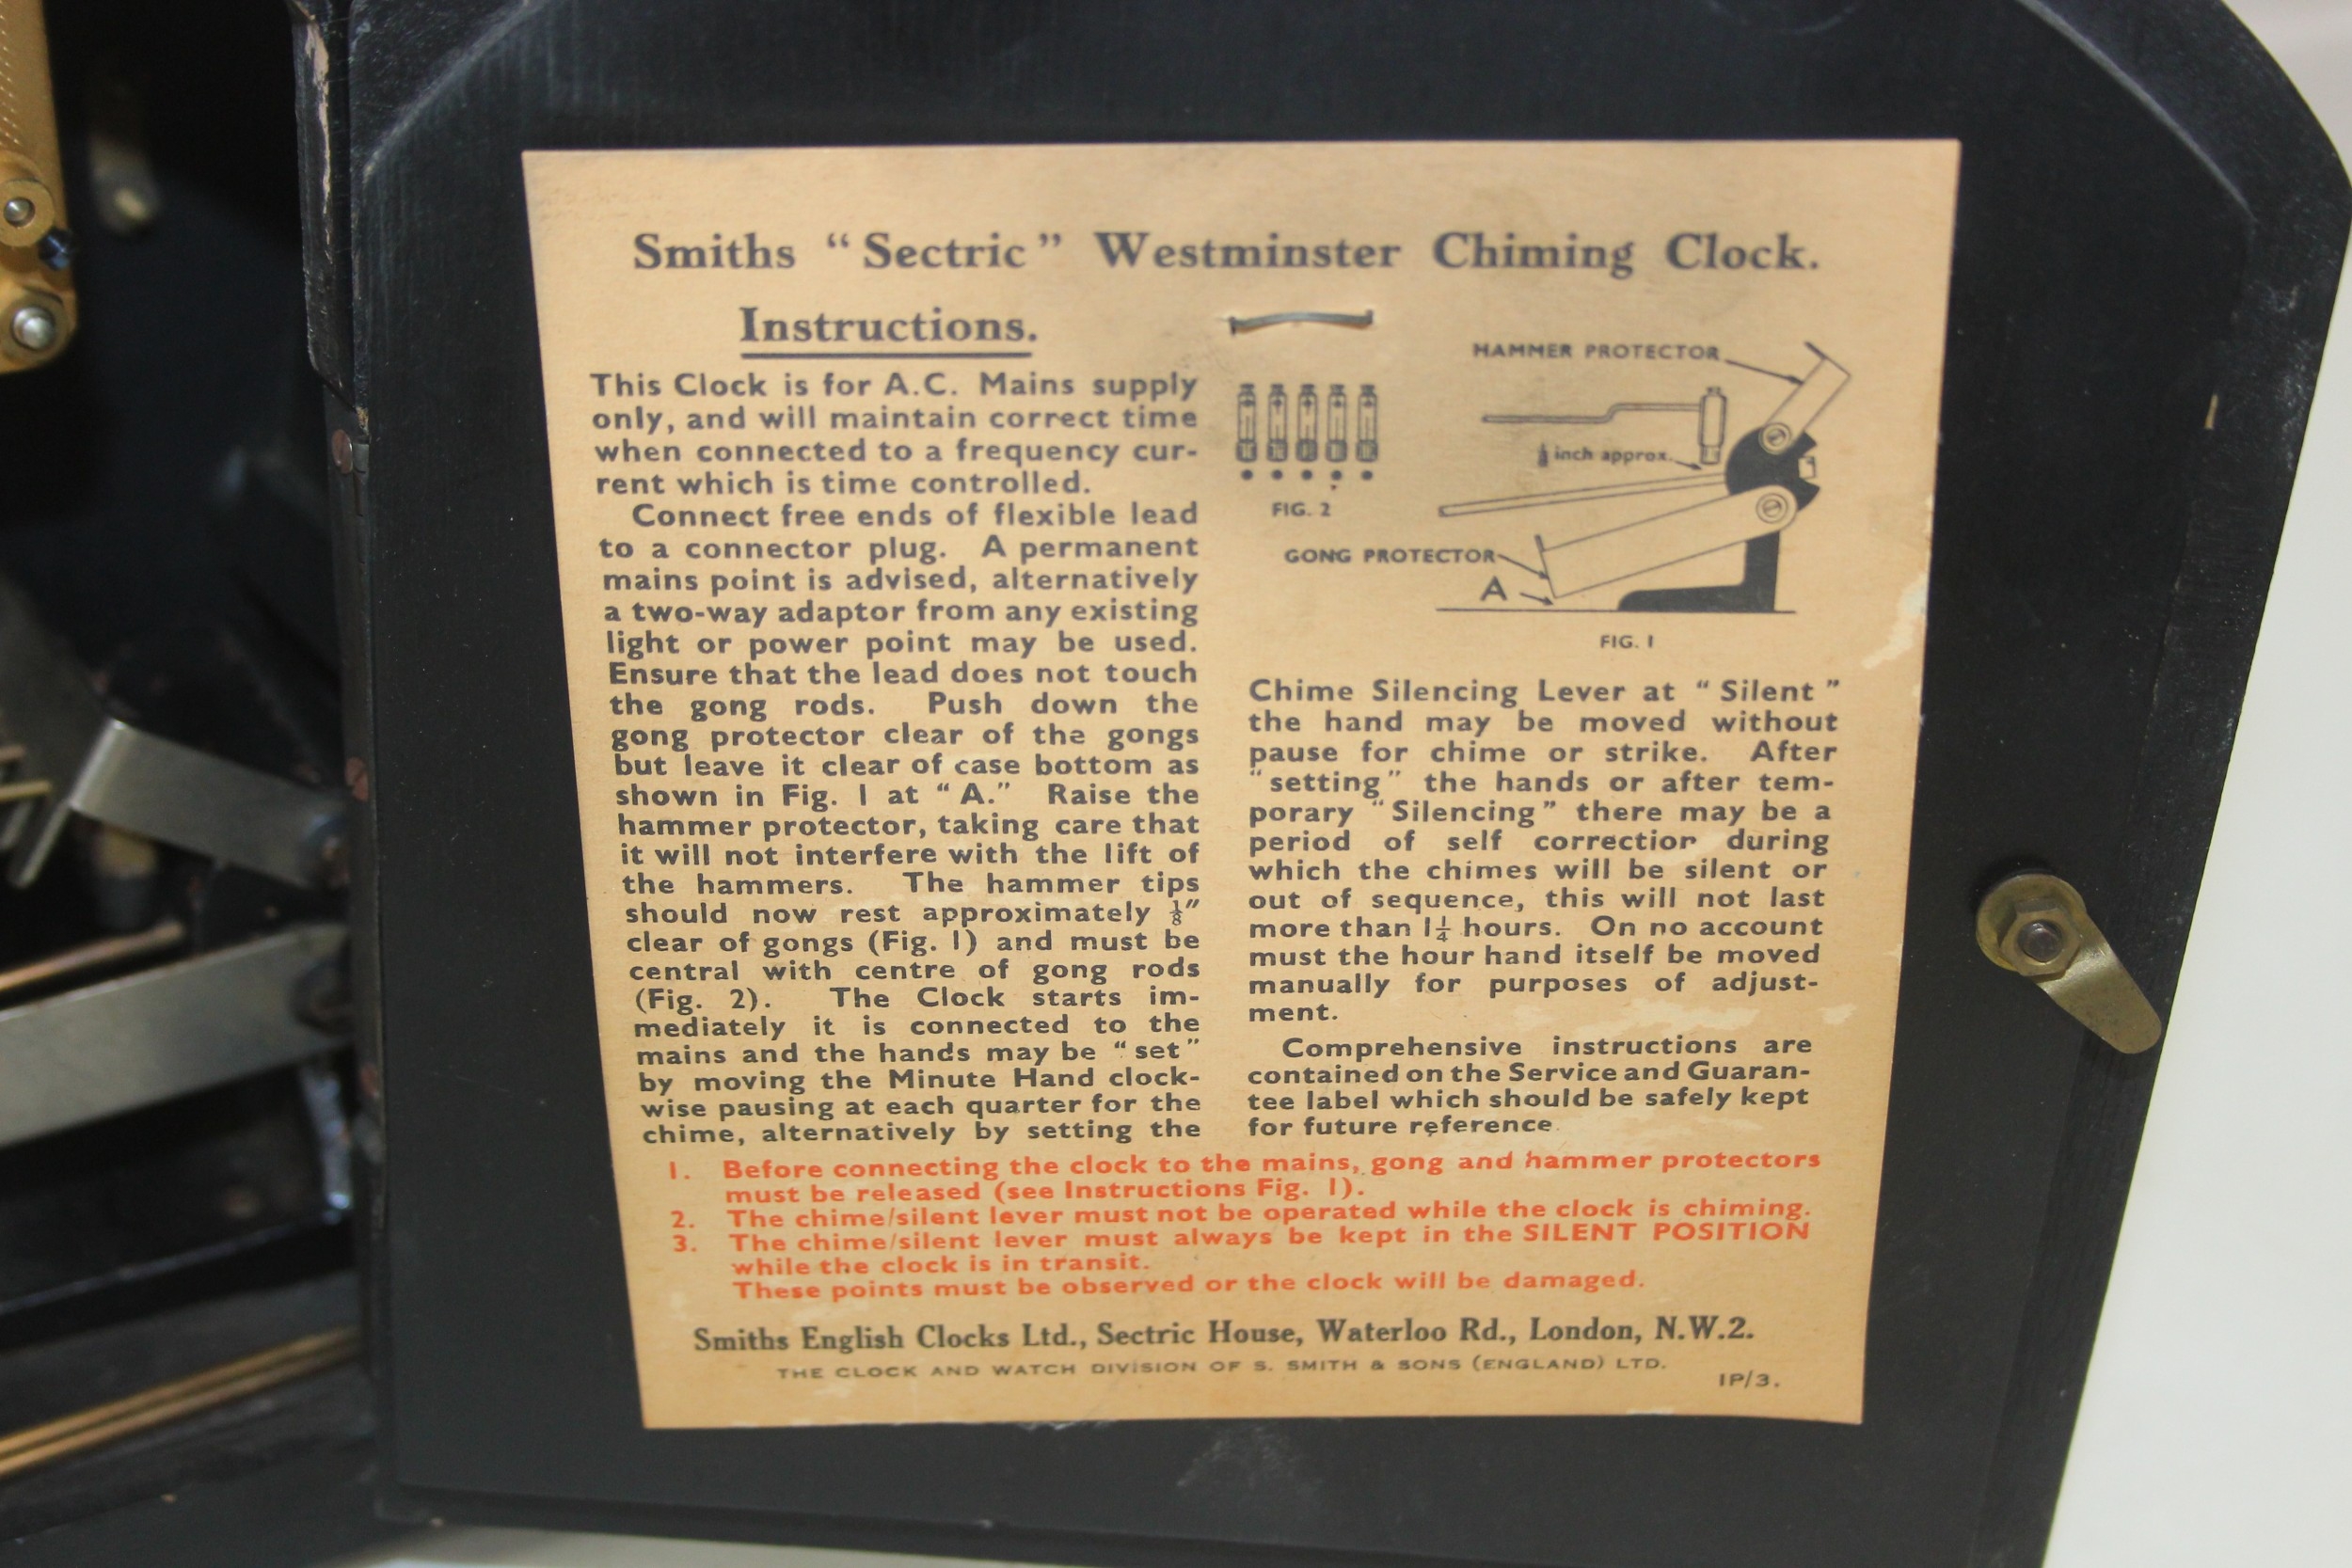 Smiths “Sectric” Westminster Chiming Clock.
Instructions.
This Clock is for A.C. Mains supply
only, and will maintain correct time
when connected to a frequency cur-
rent which is time controlled.
Connect free ends of flexible lead
to a connector plug. A permanent
mains point is advised, alternatively
a two-way adaptor from any existing
light or power point may be used.
Ensure that the lead does not touch
the gong rods. Push down the
gong protector clear of the gongs
but leave it clear of case bottom as
shown in Fig. 1 at “A.” Raise the
hammer protector, taking care that
it will not interfere with the lift of
the hammers. The hammer tips
should now rest approximately ⅛″
clear of gongs (Fig. 1) and must be
central with centre of gong rods
(Fig. 2). The Clock starts im-
mediately it is connected to the
mains and the hands may be “set”
by moving the Minute Hand clock-
wise pausing at each quarter for the
chime, alternatively by setting the
HAMMER PROTECTOR
⅛ inch approx.
FIG. 2
GONG PROTECTOR
A
FIG. 1
Chime Silencing Lever at “Silent”
the hand may be moved without
pause for chime or strike. After
“setting” the hands or after tem-
porary “Silencing” there may be a
period of self correction during
which the chimes will be silent or
out of sequence, this will not last
more than 1¼ hours. On no account
must the hour hand itself be moved
manually for purposes of adjust-
ment.
Comprehensive instructions are
contained on the Service and Guaran-
tee label which should be safely kept
for future reference.
1. Before connecting the clock to the mains, gong and hammer protectors
must be released (see Instructions Fig. 1).
2. The chime/silent lever must not be operated while the clock is chiming.
3. The chime/silent lever must always be kept in the SILENT POSITION
while the clock is in transit.
These points must be observed or the clock will be damaged.
Smiths English Clocks Ltd., Sectric House, Waterloo Rd., London, N.W.2.
THE CLOCK AND WATCH DIVISION OF S. SMITH & SONS (ENGLAND) LTD.
IP/3.